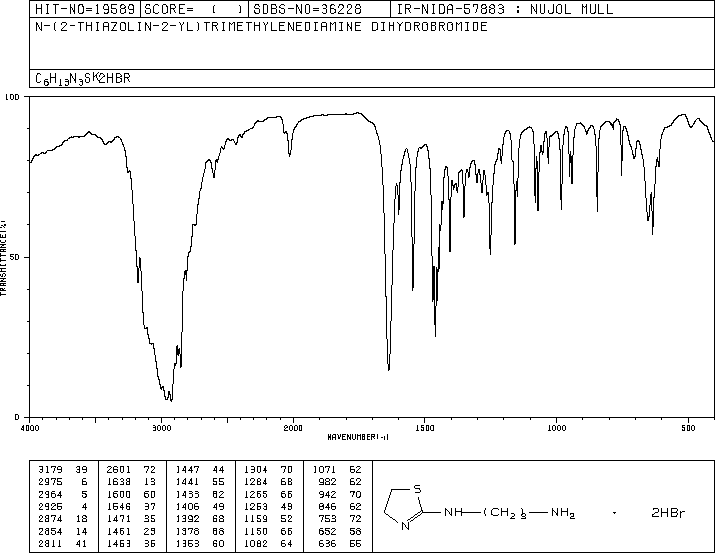 HIT-NO=19589 SCORE= ( ) SDBS-NO=36228 IR-NIDA-57883 : NUJOL MULL
N-(2-THIAZOLIN-2-YL)TRIMETHYLENEDIAMINE DIHYDROBROMIDE
C6H13N3S*2HBR
100
50
0
TRANSMITTANCE(%)
4000 3000 2000 1500 1000 500
WAVENUMBER(-1)
3179 39 2601 72 1447 44 1304 70 1071 62
2975 6 1638 13 1441 55 1284 68 982 62
2964 5 1600 60 1433 62 1265 66 942 70
2925 4 1546 37 1406 49 1253 49 846 62
2874 18 1471 35 1392 68 1159 52 753 72
2854 14 1461 29 1378 68 1150 66 652 58
2811 41 1453 36 1353 60 1082 64 636 55
S
N
NH (CH2)3 NH2 · 2HBr